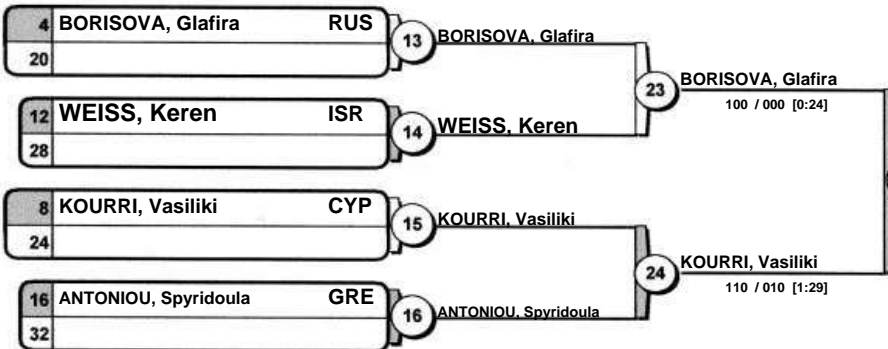 4 BORISOVA, Glafira RUS
20
13 BORISOVA, Glafira
23 BORISOVA, Glafira
100 / 000 [0:24]
12 WEISS, Keren ISR
28
14 WEISS, Keren
8 KOURRI, Vasiliki CYP
24
15 KOURRI, Vasiliki
24 KOURRI, Vasiliki
110 / 010 [1:29]
16 ANTONIOU, Spyridoula GRE
32
16 ANTONIOU, Spyridoula